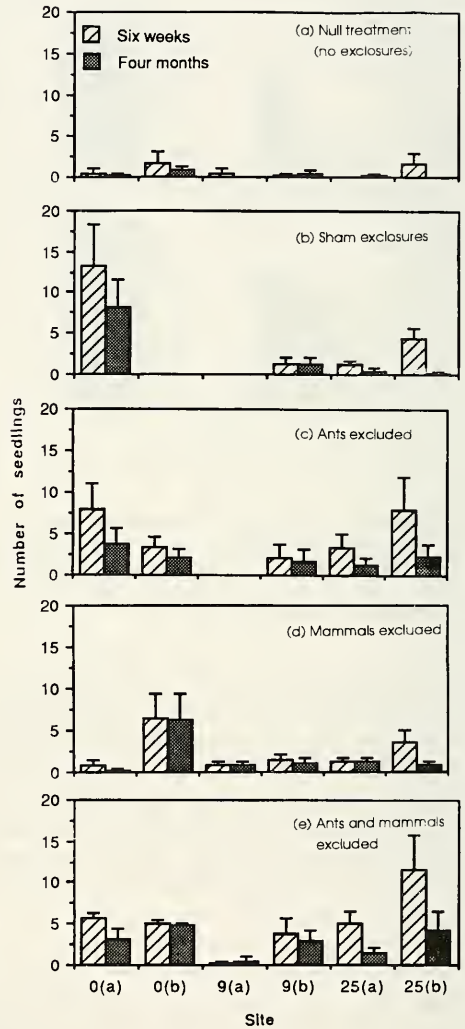 20
15
10
5
0
Six weeks
Four months
(a) Null treatment
(no exclosures)
20
15
10
5
0
(b) Sham exclosures
20
15
10
5
0
(c) Ants excluded
20
15
10
5
0
(d) Mammals excluded
20
15
10
5
0
(e) Ants and mammals
excluded
Number of seedlings
0(a) 0(b) 9(a) 9(b) 25(a) 25(b)
Site